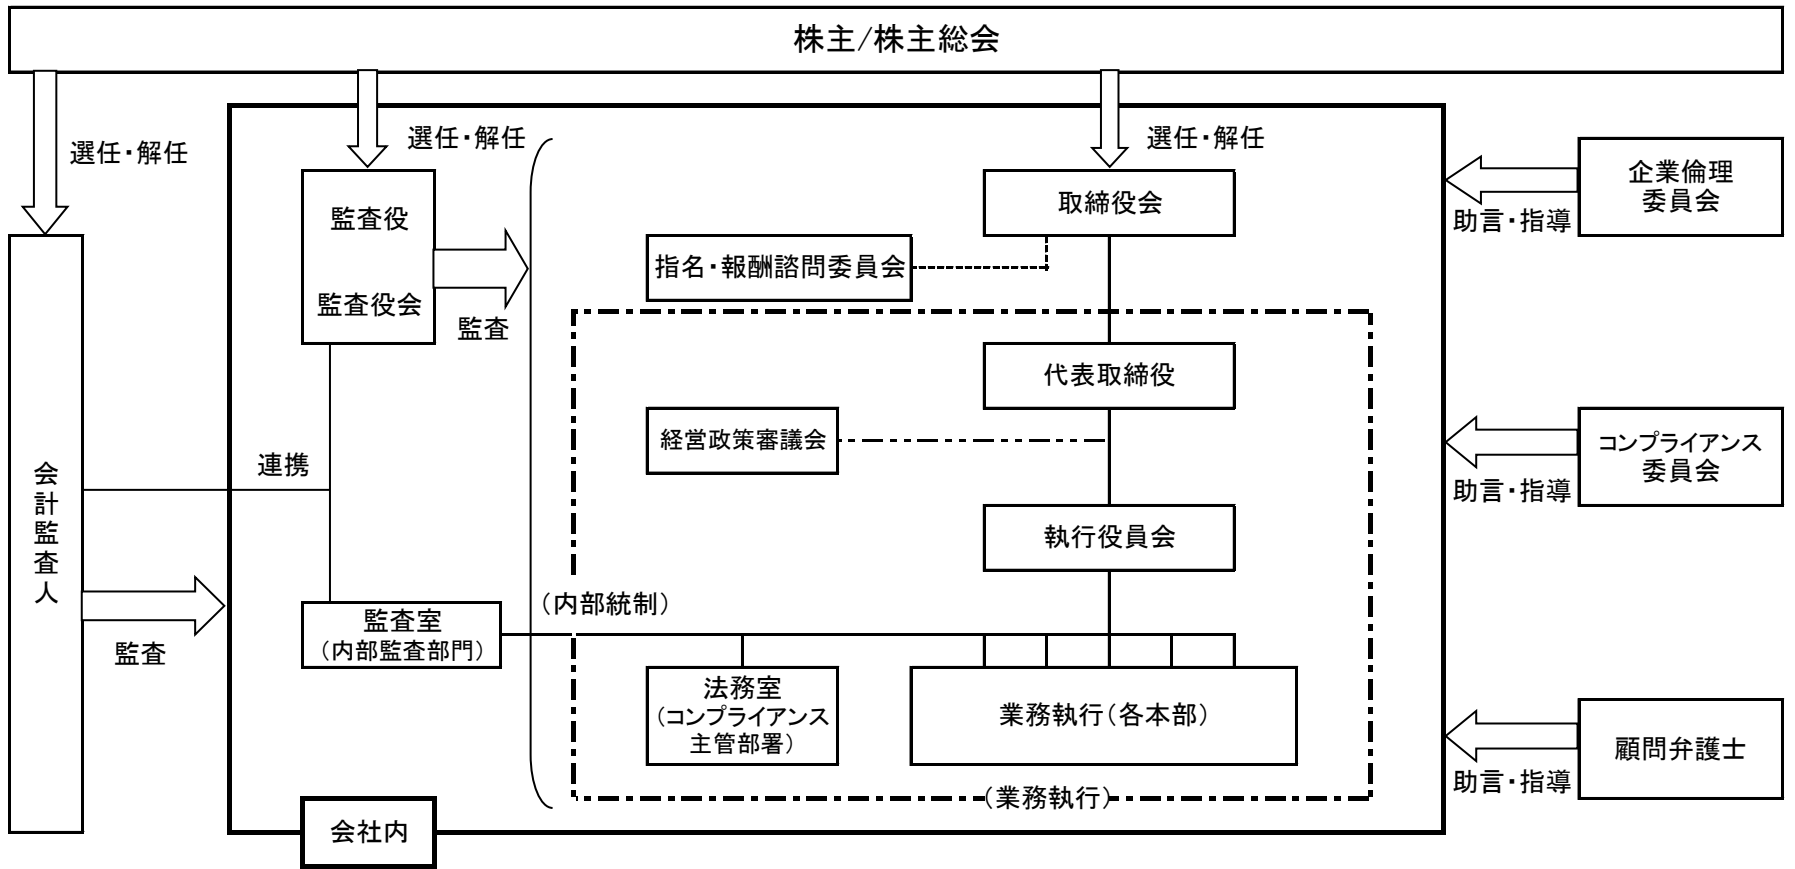 株主/株主総会
選任・解任
選任・解任
選任・解任
監査役
監査役会
監査
取締役会
指名・報酬諮問委員会
企業倫理
委員会
助言・指導
代表取締役
経営政策審議会
コンプライアンス
委員会
助言・指導
会計監査人
連携
執行役員会
監査
監査室
(内部監査部門)
(内部統制)
法務室
(コンプライアンス
主管部署)
業務執行(各本部)
顧問弁護士
助言・指導
(業務執行)
会社内